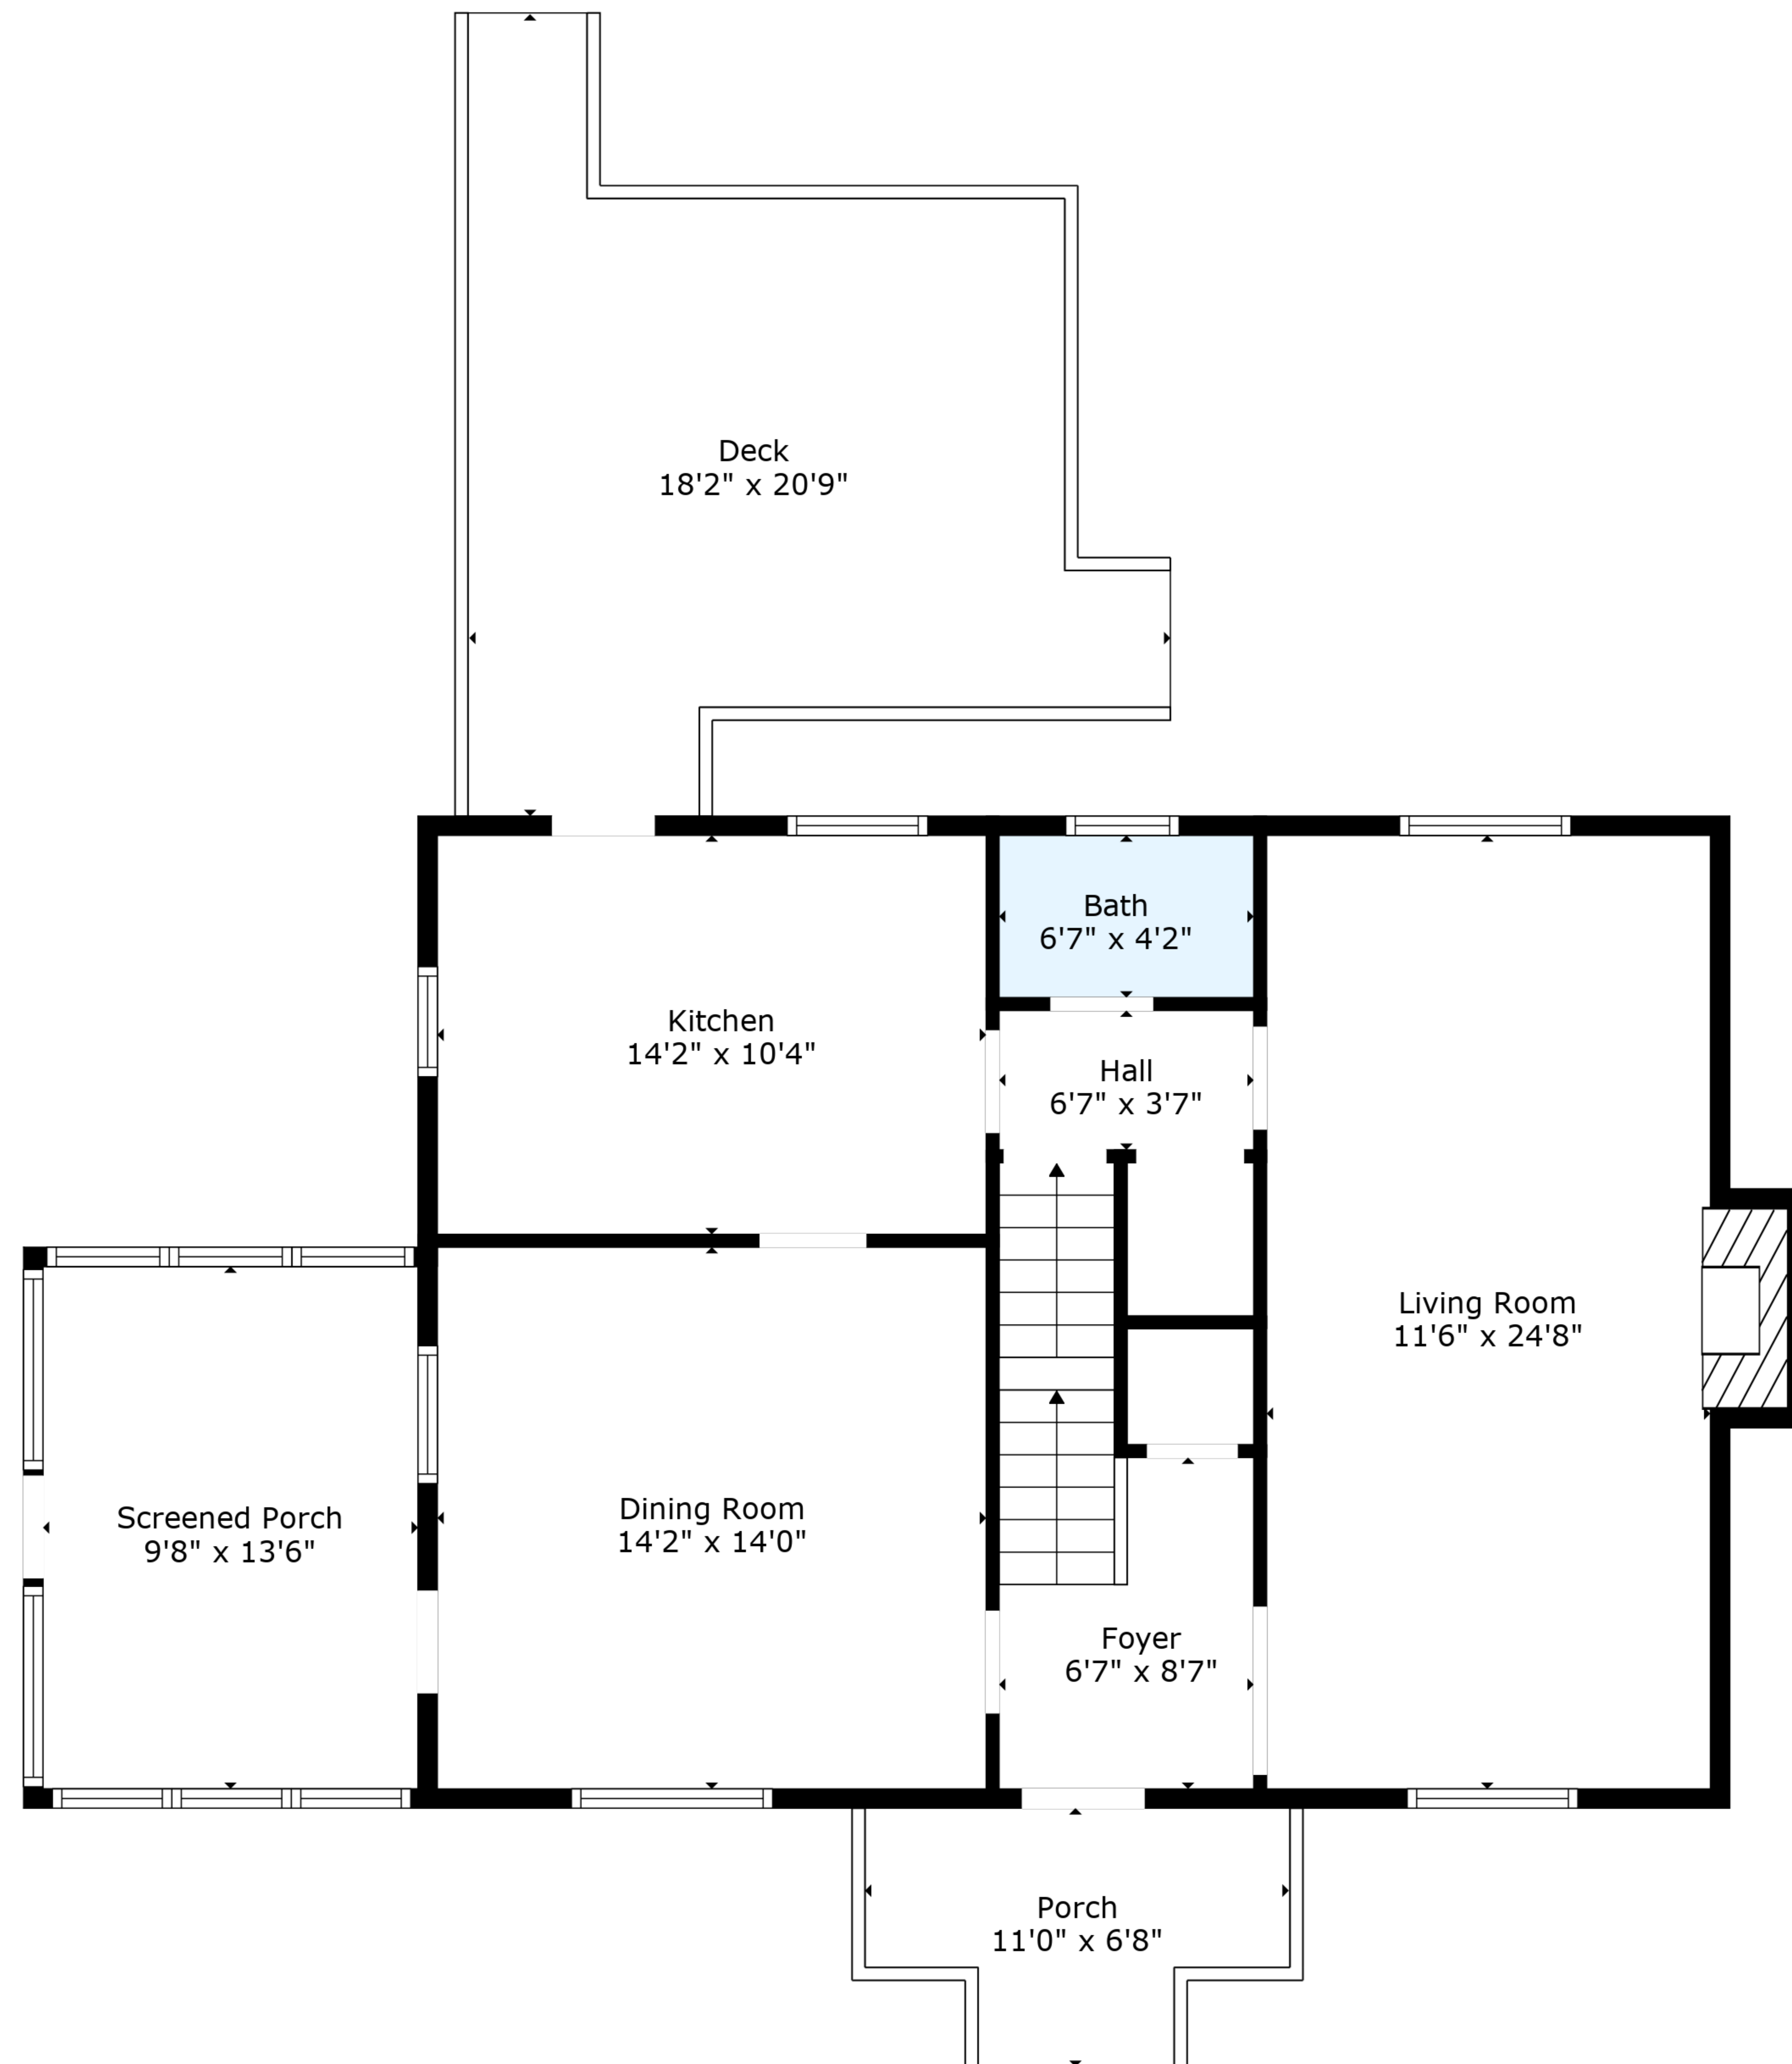 Deck
18'2" x 20'9"
Bath
6'7" x 4'2"
Kitchen
14'2" x 10'4"
Hall
6'7" x 3'7"
Living Room
11'6" x 24'8"
Screened Porch
9'8" x 13'6"
Dining Room
14'2" x 14'0"
Foyer
6'7" x 8'7"
Porch
11'0" x 6'8"